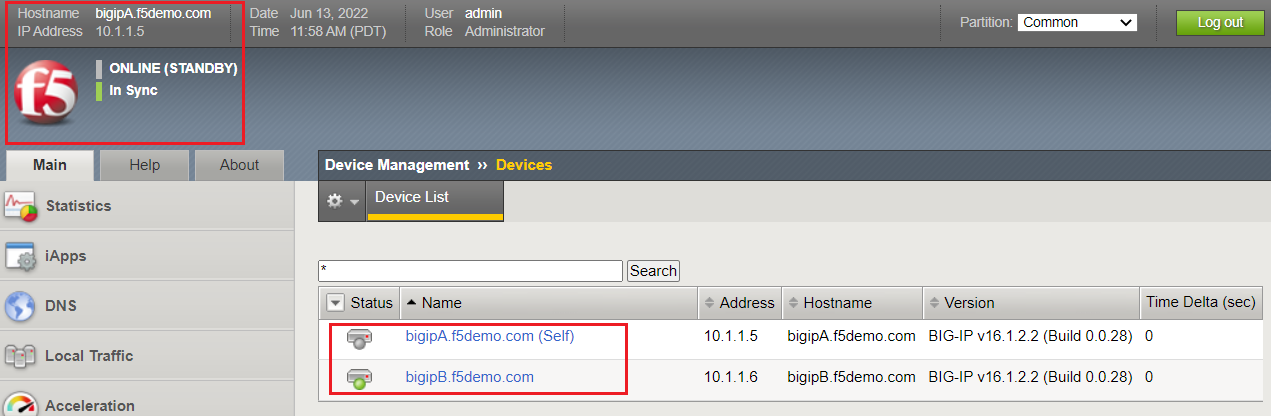 Hostname bigipA.f5demo.com Date Jun 13, 2022 User admin
IP Address 10.1.1.5 Time 11:58 AM (PDT) Role Administrator
Partition: Common Log out
f5
ONLINE (STANDBY)
In Sync
Main Help About
Statistics
iApps
DNS
Local Traffic
Acceleration
Device Management ›› Devices
Device List
* Search
Status Name Address Hostname Version Time Delta (sec)
bigipA.f5demo.com (Self) 10.1.1.5 bigipA.f5demo.com BIG-IP v16.1.2.2 (Build 0.0.28) 0
bigipB.f5demo.com 10.1.1.6 bigipB.f5demo.com BIG-IP v16.1.2.2 (Build 0.0.28) 0